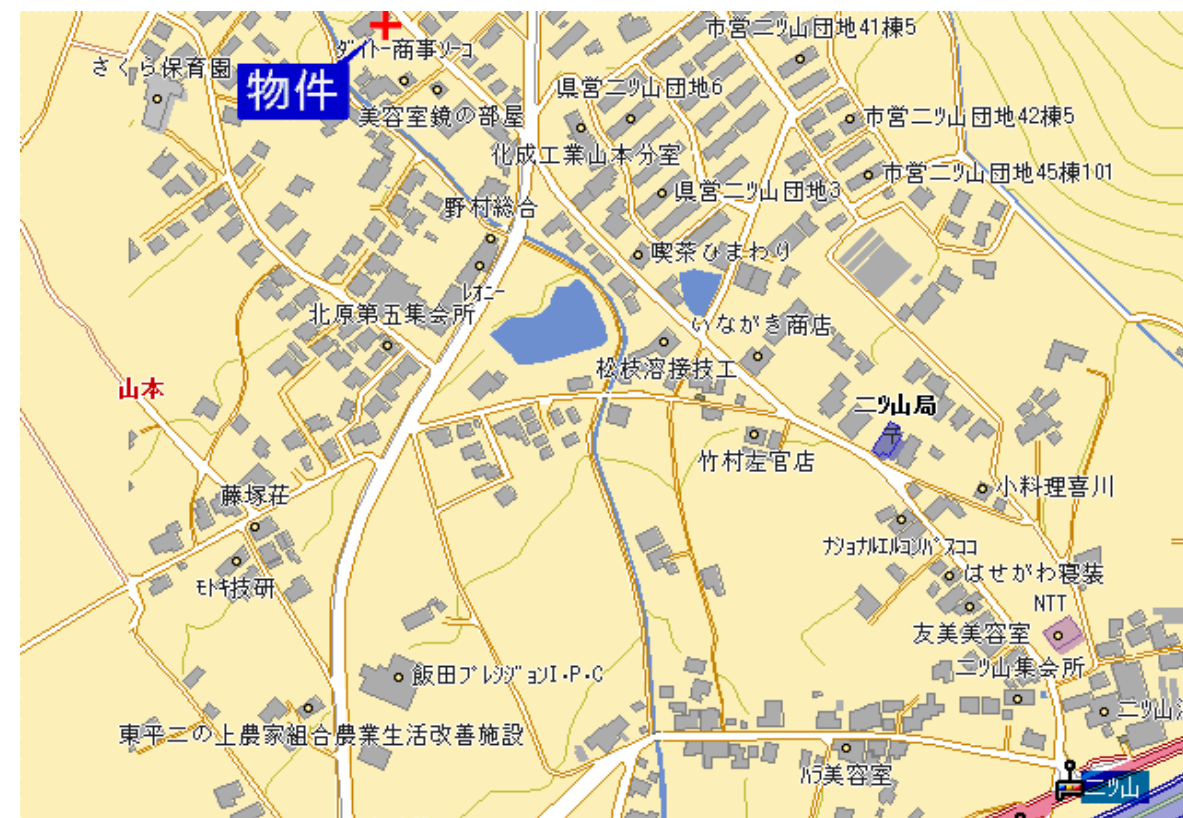 市営二ツ山団地41棟5
ダイトー商事ソーコ
さくら保育園
物件
県営二ツ山団地6
美容室鏡の部屋
市営二ツ山団地42棟5
化成工業山本分室
市営二ツ山団地45棟101
県営二ツ山団地3
野村総合
喫茶ひまわり
レオニー
北原第五集会所
いながき商店
松枝溶接技工
山本
二ツ山局
竹村左官店
小料理喜川
藤塚荘
ナショナルエルコンパスココ
モトキ技研
はせがわ寝装
NTT
友美美容室
二ツ山集会所
飯田プレシジョンI・P・C
二ツ山
東平二の上農家組合農業生活改善施設
ハラ美容室
二ツ山